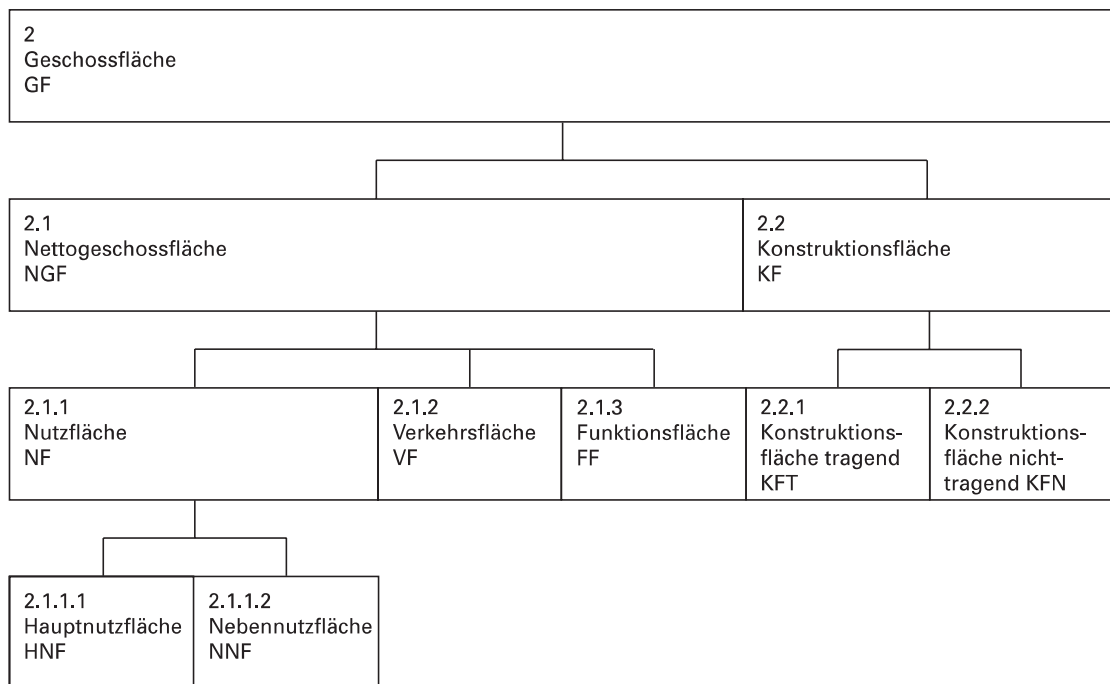 2
Geschossfläche
GF
2.1
Nettogeschossfläche
NGF
2.2
Konstruktionsfläche
KF
2.1.1
Nutzfläche
NF
2.1.2
Verkehrsfläche
VF
2.1.3
Funktionsfläche
FF
2.2.1
Konstruktions-
fläche tragend
KFT
2.2.2
Konstruktions-
fläche nicht-
tragend KFN
2.1.1.1
Hauptnutzfläche
HNF
2.1.1.2
Nebennutzfläche
NNF